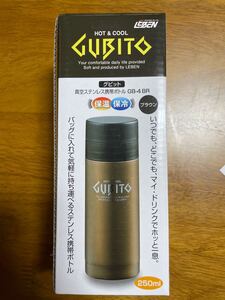 LEBEN
HOT & COOL
GUBITO
Your comfortable daily life provided
Soft and produced by LEBEN
グビット
真空ステンレス携帯ボトル GB-4 BR
保温 保冷
ブラウン
いつでも、どこでも、マイ・ドリンクでホッと一息。
バッグに入れて気軽に持ち運べるステンレス携帯ボトル
GUBITO
250ml